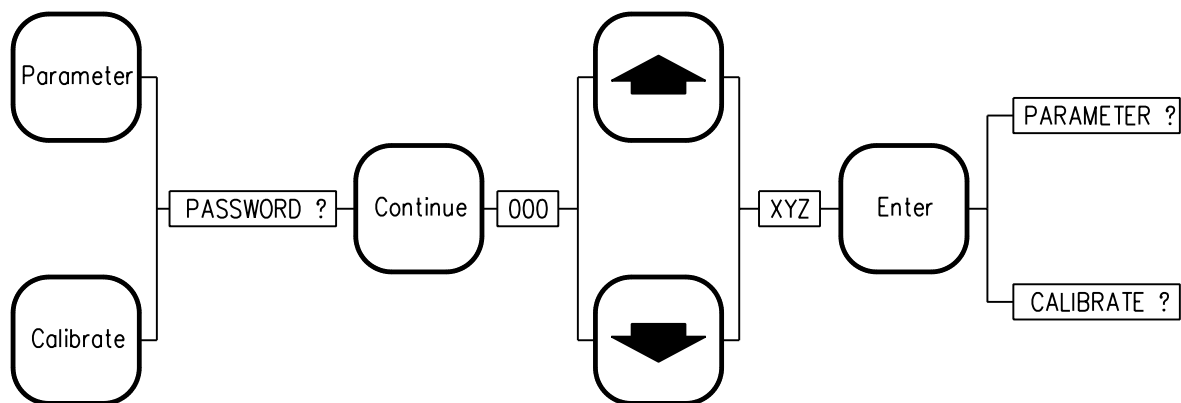 Parameter
Calibrate
PASSWORD ?
Continue
000
XYZ
Enter
PARAMETER ?
CALIBRATE ?